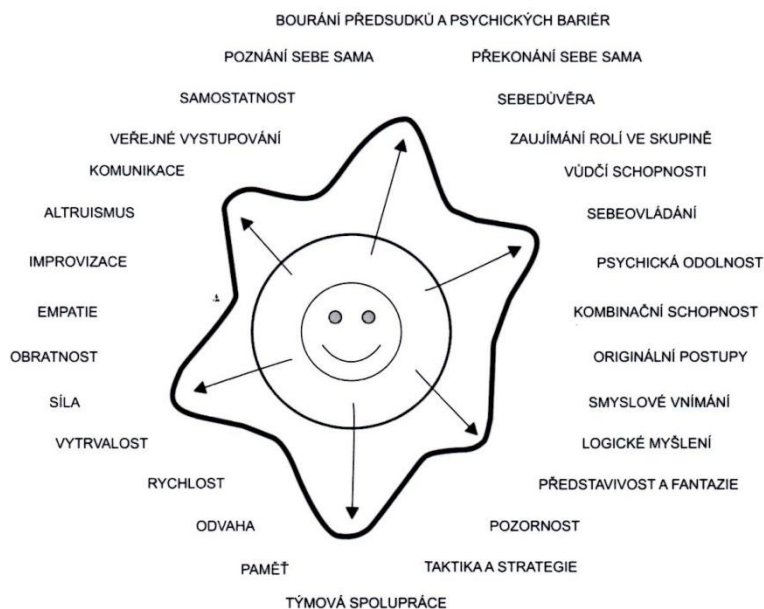 BOURÁNÍ PŘEDSUDKŮ A PSYCHICKÝCH BARIÉR
POZNÁNÍ SEBE SAMA
PŘEKONÁNÍ SEBE SAMA
SAMOSTATNOST
SEBEDŮVĚRA
VEŘEJNÉ VYSTUPOVÁNÍ
ZAUJÍMÁNÍ ROLÍ VE SKUPINĚ
KOMUNIKACE
VŮDČÍ SCHOPNOSTI
ALTRUISMUS
SEBEOVLÁDÁNÍ
IMPROVIZACE
PSYCHICKÁ ODOLNOST
EMPATIE
KOMBINAČNÍ SCHOPNOST
OBRATNOST
ORIGINÁLNÍ POSTUPY
SÍLA
SMYSLOVÉ VNÍMÁNÍ
VYTRVALOST
LOGICKÉ MYŠLENÍ
RYCHLOST
PŘEDSTAVIVOST A FANTAZIE
ODVAHA
POZORNOST
PAMĚŤ
TAKTIKA A STRATEGIE
TÝMOVÁ SPOLUPRÁCE